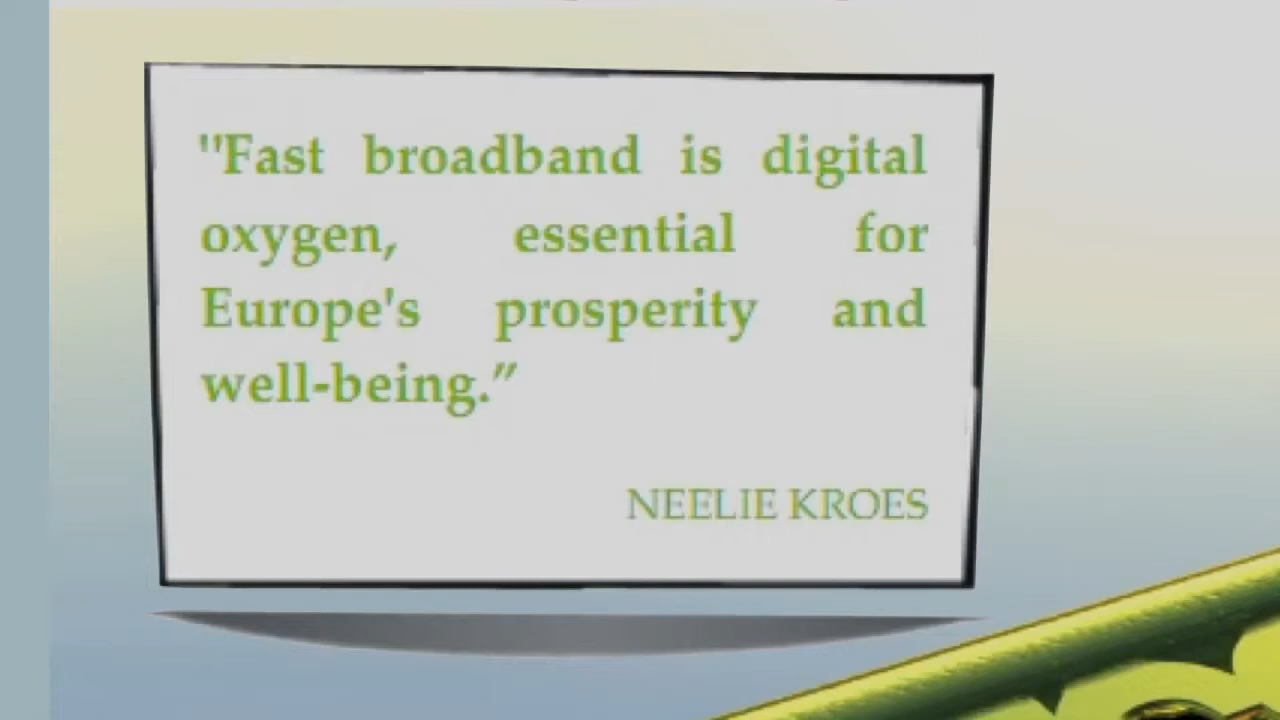 "Fast broadband is digital
oxygen, essential for
Europe's prosperity and
well-being.”
NEELIE KROES